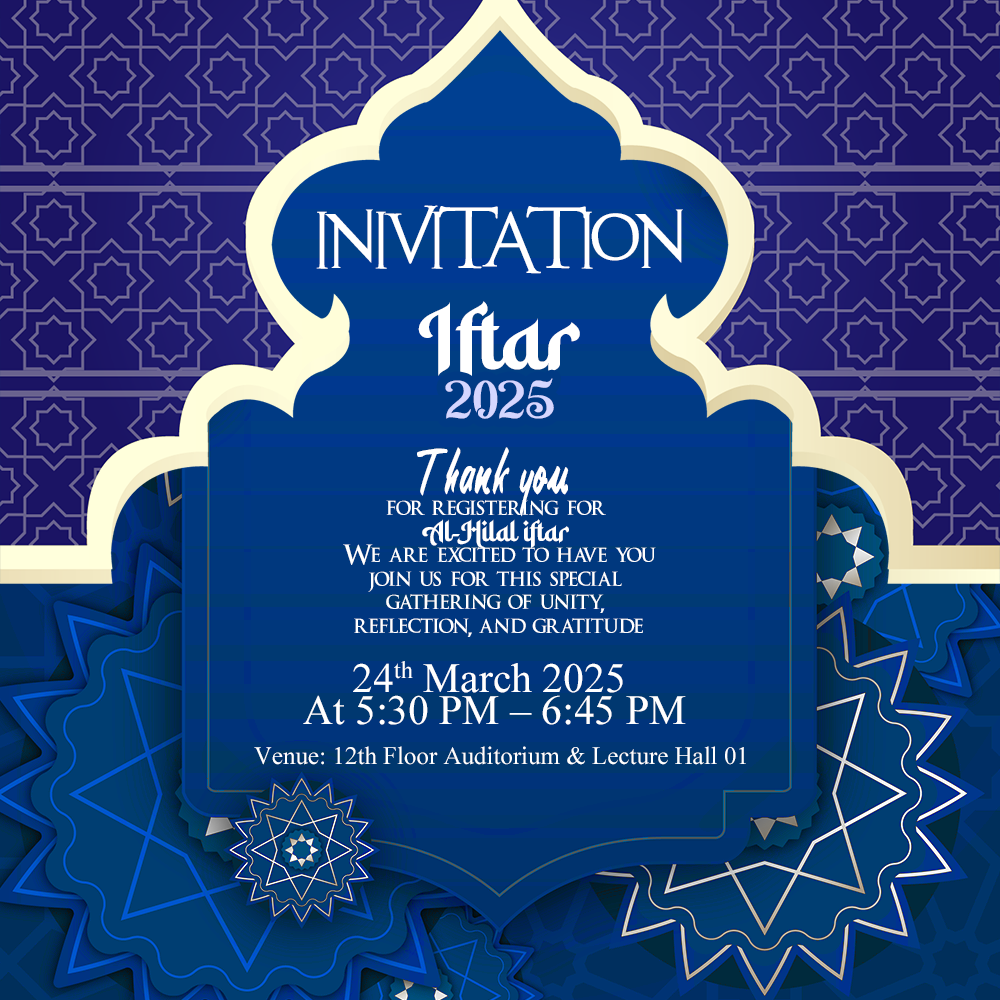 INIVITATION
Iftar
2025
Thank you
FOR REGISTERING FOR
Al-Hilal iftar
WE ARE EXCITED TO HAVE YOU
JOIN US FOR THIS SPECIAL
GATHERING OF UNITY,
REFLECTION, AND GRATITUDE
24th March 2025
At 5:30 PM – 6:45 PM
Venue: 12th Floor Auditorium & Lecture Hall 01